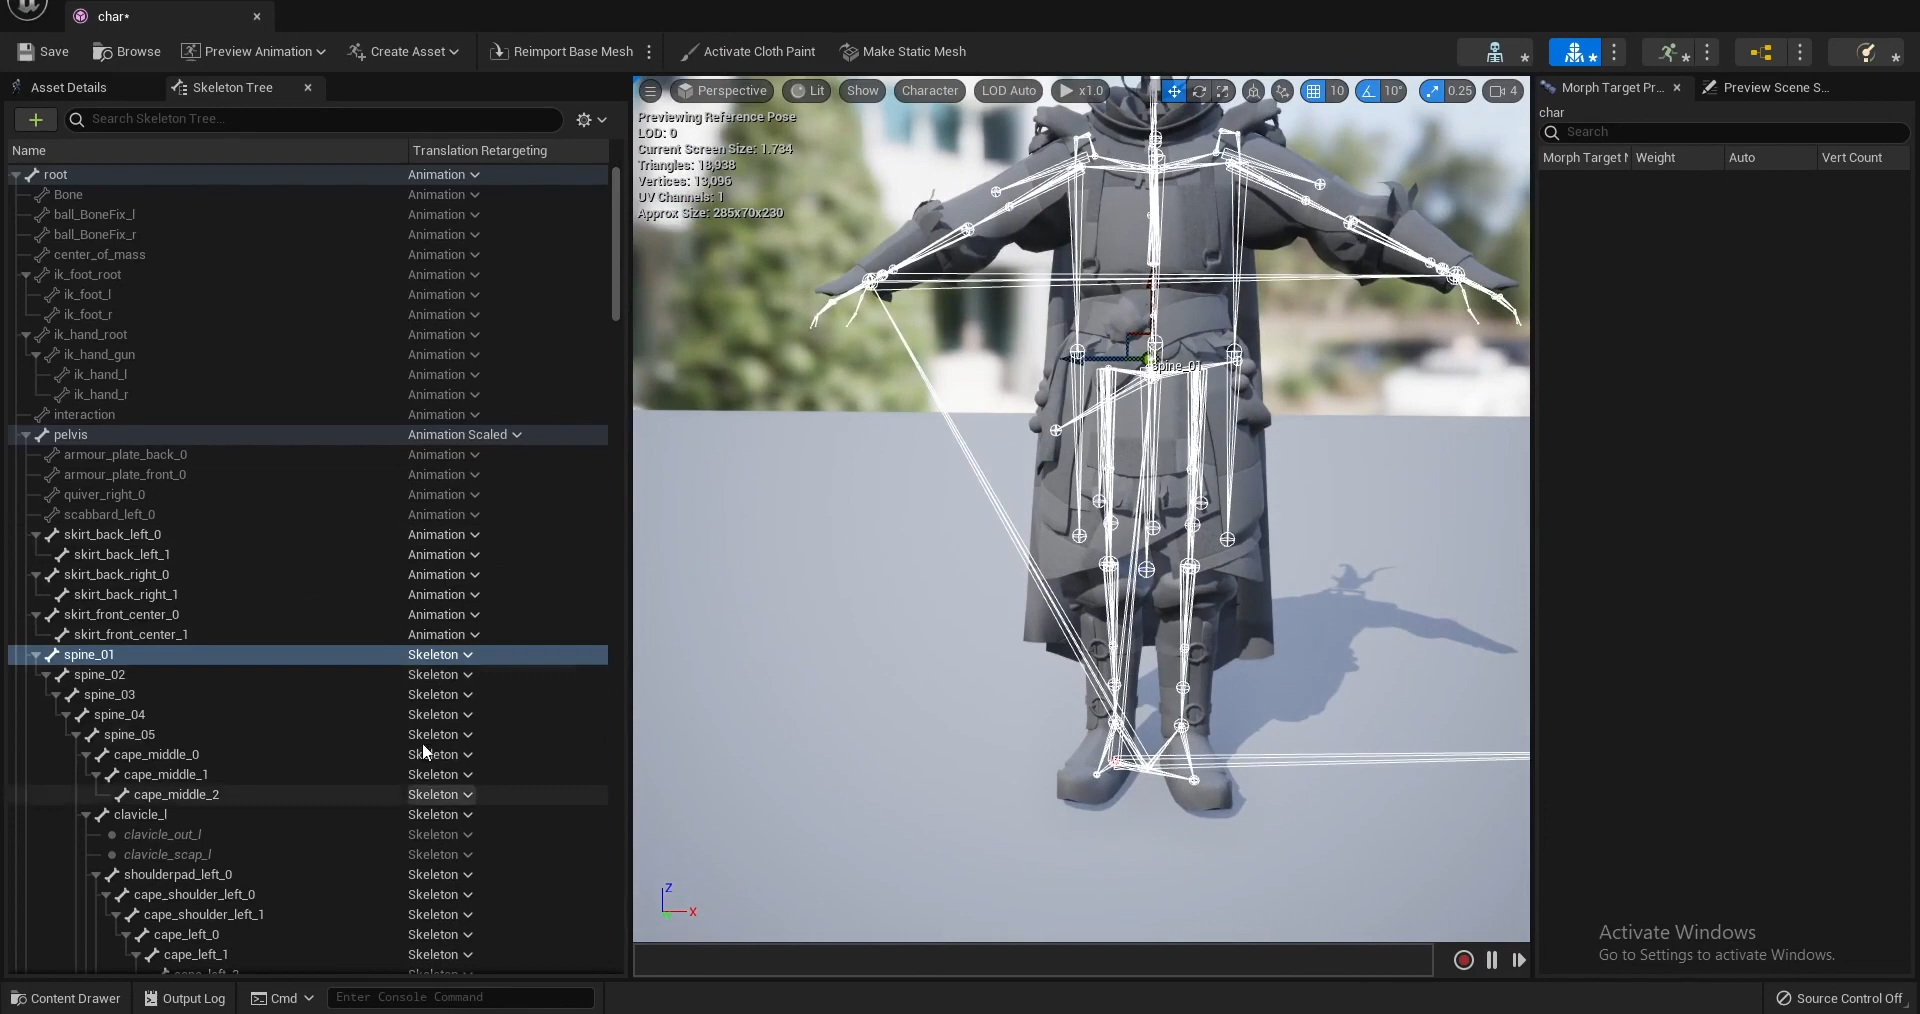 char*
Save
Browse
Preview Animation
Create Asset
Reimport Base Mesh
Activate Cloth Paint
Make Static Mesh
Asset Details
Skeleton Tree
Search Skeleton Tree...
Name
Translation Retargeting
root Animation
Bone Animation
ball_BoneFix_l Animation
ball_BoneFix_r Animation
center_of_mass Animation
ik_foot_root Animation
ik_foot_l Animation
ik_foot_r Animation
ik_hand_root Animation
ik_hand_gun Animation
ik_hand_l Animation
ik_hand_r Animation
interaction Animation
pelvis Animation Scaled
armour_plate_back_0 Animation
armour_plate_front_0 Animation
quiver_right_0 Animation
scabbard_left_0 Animation
skirt_back_left_0 Animation
skirt_back_left_1 Animation
skirt_back_right_0 Animation
skirt_back_right_1 Animation
skirt_front_center_0 Animation
skirt_front_center_1 Animation
spine_01 Skeleton
spine_02 Skeleton
spine_03 Skeleton
spine_04 Skeleton
spine_05 Skeleton
cape_middle_0 Skeleton
cape_middle_1 Skeleton
cape_middle_2 Skeleton
clavicle_l Skeleton
clavicle_out_l Skeleton
clavicle_scap_l Skeleton
shoulderpad_left_0 Skeleton
cape_shoulder_left_0 Skeleton
cape_shoulder_left_1 Skeleton
cape_left_0 Skeleton
cape_left_1 Skeleton
Perspective
Lit
Show
Character
LOD Auto
x1.0
10
10°
0.25
4
Previewing Reference Pose
LOD: 0
Current Screen Size: 1.734
Triangles: 18,938
Vertices: 13,096
UV Channels: 1
Approx Size: 285x70x230
spine_01
Z
X
Morph Target Pr...
Preview Scene S...
char
Search
Morph Target N
Weight
Auto
Vert Count
Activate Windows
Go to Settings to activate Windows.
Content Drawer
Output Log
Cmd
Enter Console Command
Source Control Off